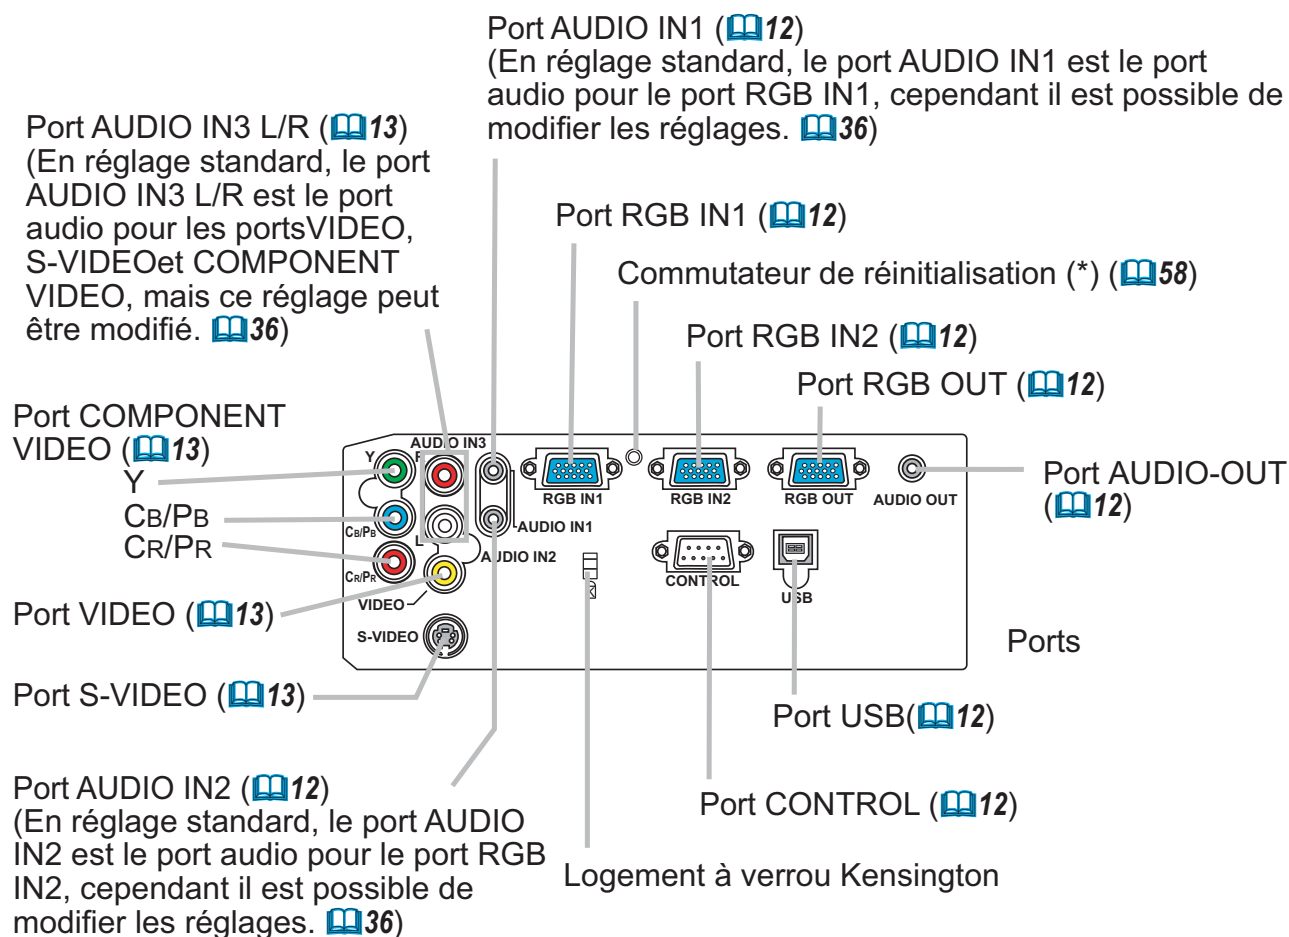 Port AUDIO IN1 (12)
(En réglage standard, le port AUDIO IN1 est le port
audio pour le port RGB IN1, cependant il est possible de
modifier les réglages. 36)
Port AUDIO IN3 L/R (13)
(En réglage standard, le port
AUDIO IN3 L/R est le port
audio pour les portsVIDEO,
S-VIDEOet COMPONENT
VIDEO, mais ce réglage peut
être modifié. 36)
Port RGB IN1 (12)
Commutateur de réinitialisation (*) (58)
Port RGB IN2 (12)
Port RGB OUT (12)
Port COMPONENT
VIDEO (13)
Y
CB/PB
CR/PR
Port VIDEO (13)
Port S-VIDEO (13)
Port AUDIO IN2 (12)
(En réglage standard, le port AUDIO
IN2 est le port audio pour le port RGB
IN2, cependant il est possible de
modifier les réglages. 36)
AUDIO IN3
Y
R
RGB IN1
RGB IN2
RGB OUT
AUDIO OUT
CB/PB
L
AUDIO IN1
AUDIO IN2
CR/PR
CONTROL
USB
VIDEO
S-VIDEO
K
Port AUDIO-OUT
(12)
Ports
Port USB(12)
Port CONTROL (12)
Logement à verrou Kensington